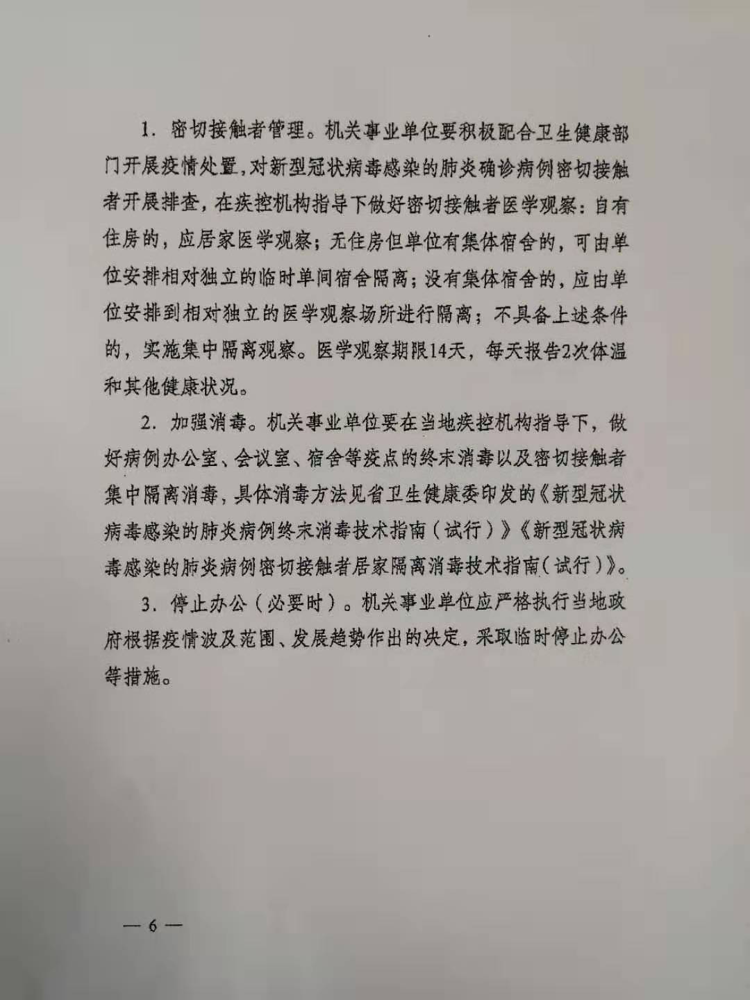 1. 密切接触者管理。机关事业单位要积极配合卫生健康部
门开展疫情处置,对新型冠状病毒感染的肺炎确诊病例密切接触
者开展排查，在疾控机构指导下做好密切接触者医学观察：自有
住房的，应居家医学观察；无住房但单位有集体宿舍的，可由单
位安排相对独立的临时单间宿舍隔离；没有集体宿舍的，应由单
位安排到相对独立的医学观察场所进行隔离；不具备上述条件
的，实施集中隔离观察。医学观察期限14天，每天报告2次体温
和其他健康状况。
2. 加强消毒。机关事业单位要在当地疾控机构指导下，做
好病例办公室、会议室、宿舍等疫点的终末消毒以及密切接触者
集中隔离消毒，具体消毒方法见省卫生健康委印发的《新型冠状
病毒感染的肺炎病例终末消毒技术指南（试行）》《新型冠状病
毒感染的肺炎病例密切接触者居家隔离消毒技术指南（试行）》。
3. 停止办公（必要时）。机关事业单位应严格执行当地政
府根据疫情波及范围、发展趋势作出的决定，采取临时停止办公
等措施。
— 6 —